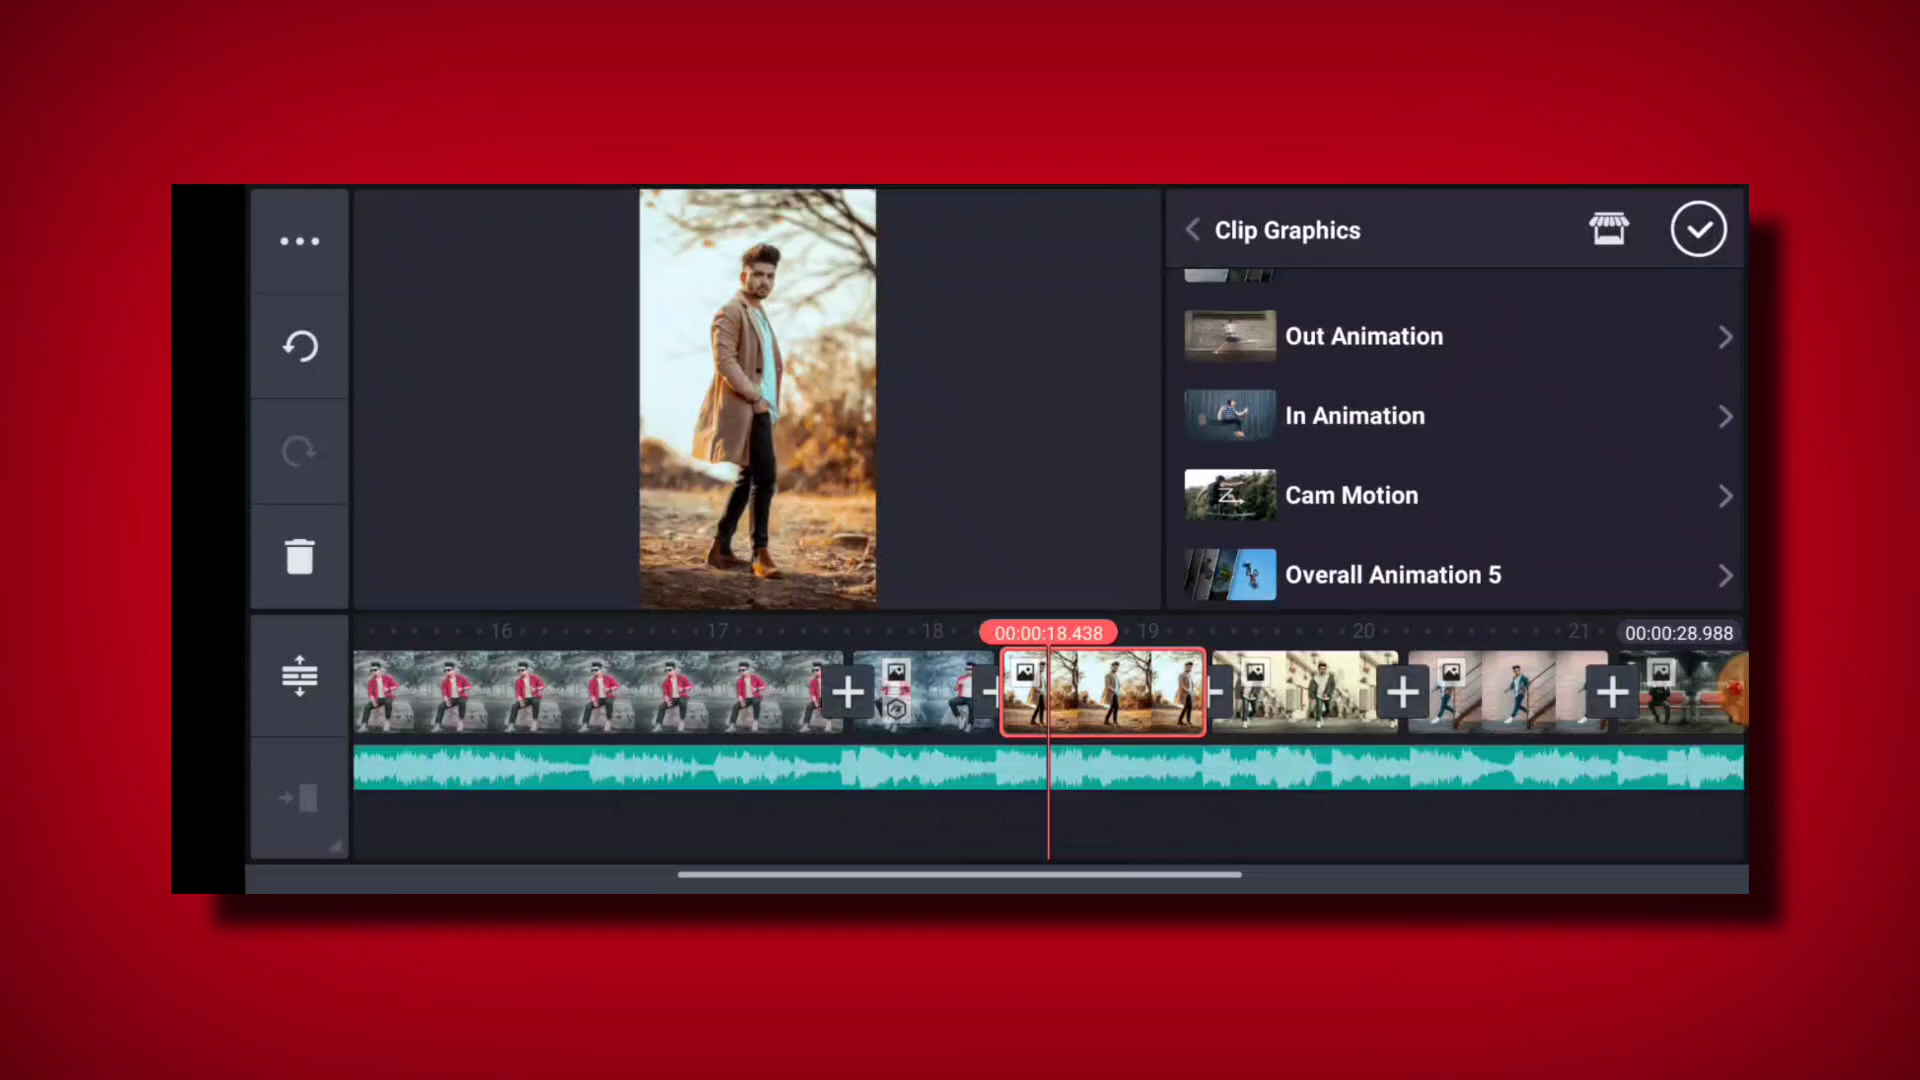 Clip Graphics
Out Animation
In Animation
Cam Motion
Overall Animation 5
16
17
18
00:00:18.438
19
20
21
00:00:28.988